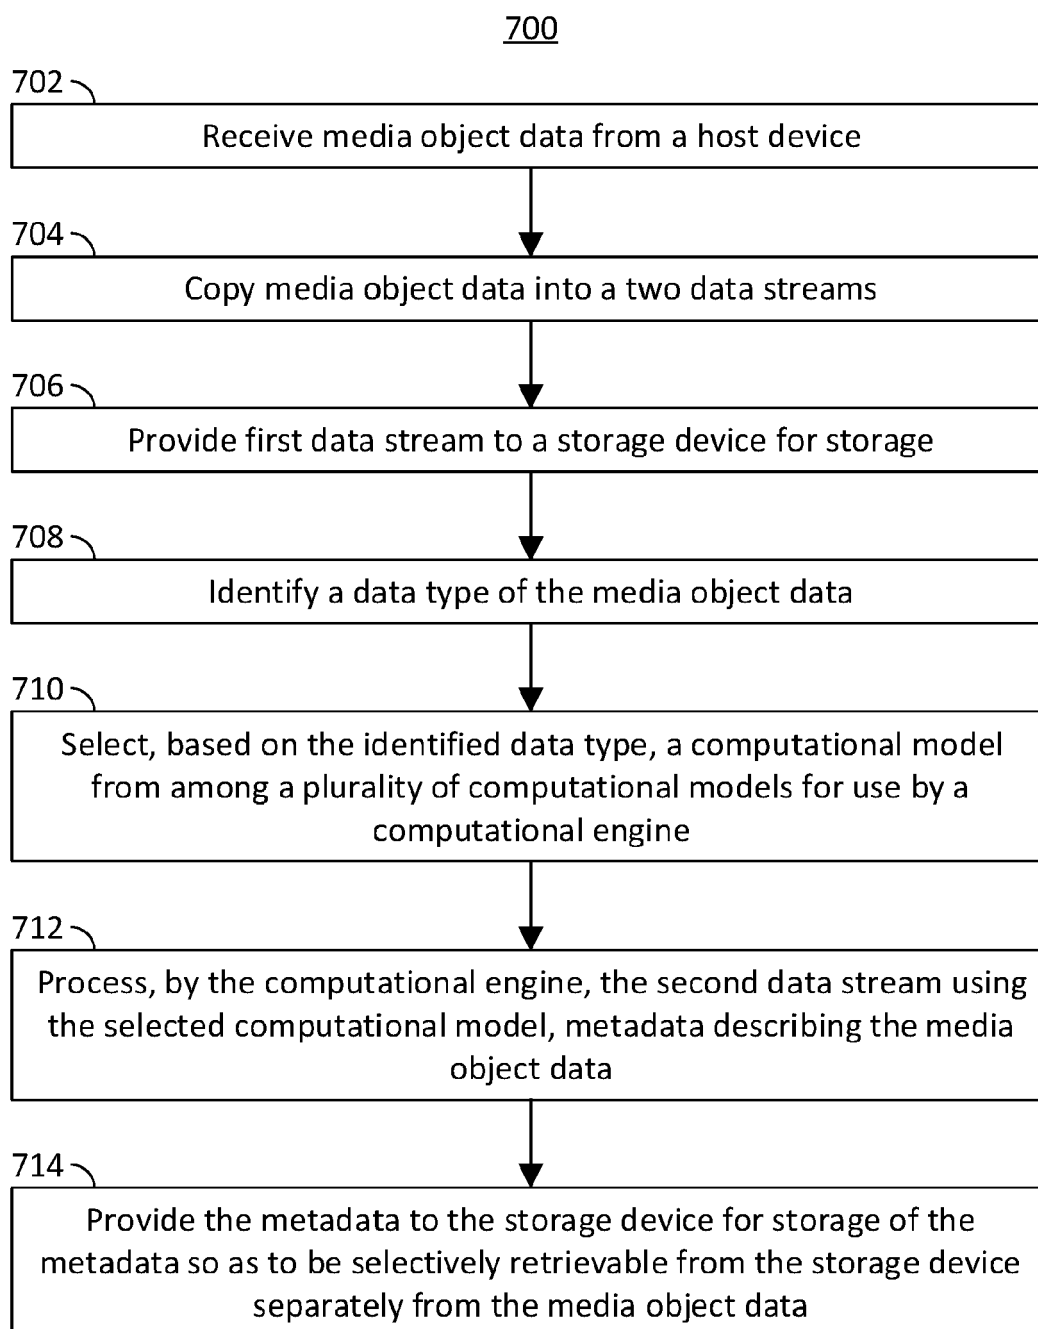 700
702
Receive media object data from a host device
704
Copy media object data into a two data streams
706
Provide first data stream to a storage device for storage
708
Identify a data type of the media object data
710
Select, based on the identified data type, a computational model
from among a plurality of computational models for use by a
computational engine
712
Process, by the computational engine, the second data stream using
the selected computational model, metadata describing the media
object data
714
Provide the metadata to the storage device for storage of the
metadata so as to be selectively retrievable from the storage device
separately from the media object data